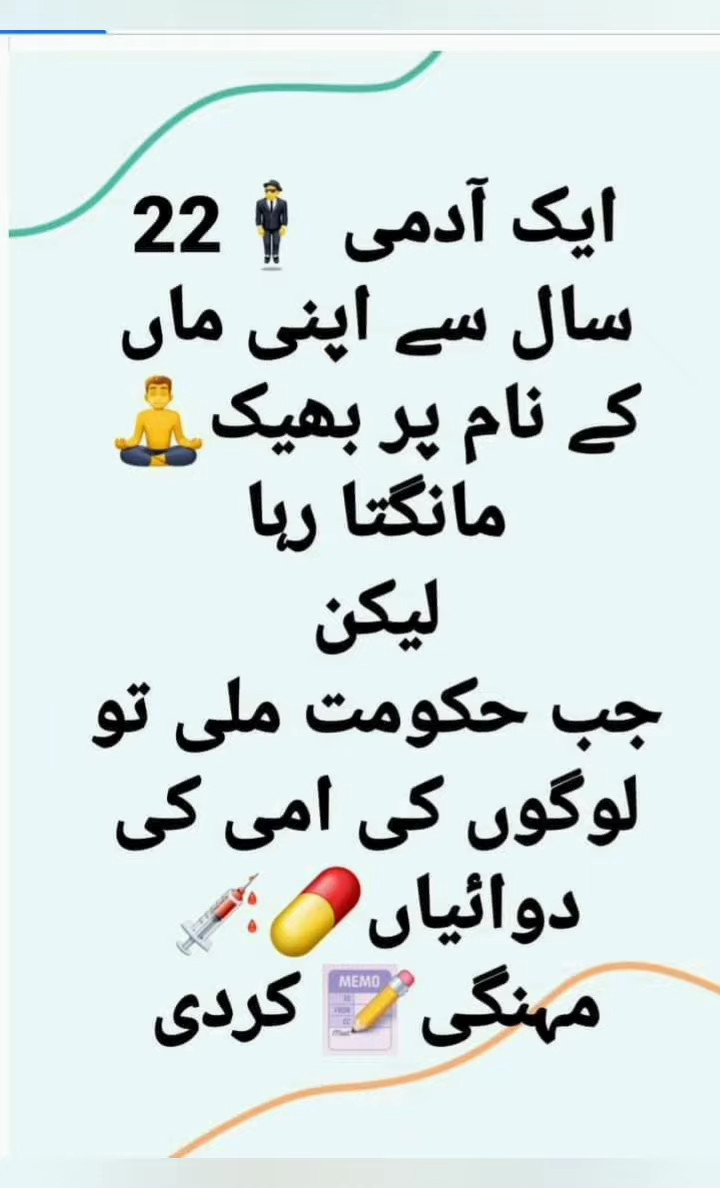 ایک آدمی 🕴️ 22
سال سے اپنی ماں
کے نام پر بھیک🧘‍♂️
مانگتا رہا
لیکن
جب حکومت ملی تو
لوگوں کی امی کی
دوائیاں💊💉
مہنگی📝 کردی